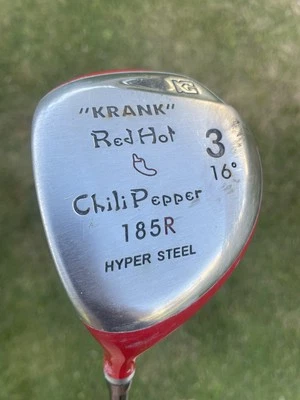 "KRANK"
Red Hot
3
16°
Chili Pepper
185R
HYPER STEEL